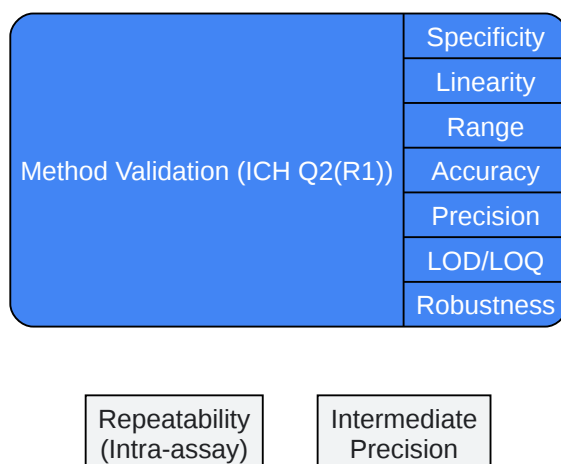 Method Validation (ICH Q2(R1))
Specificity
Linearity
Range
Accuracy
Precision
LOD/LOQ
Robustness
Repeatability
(Intra-assay)
Intermediate
Precision